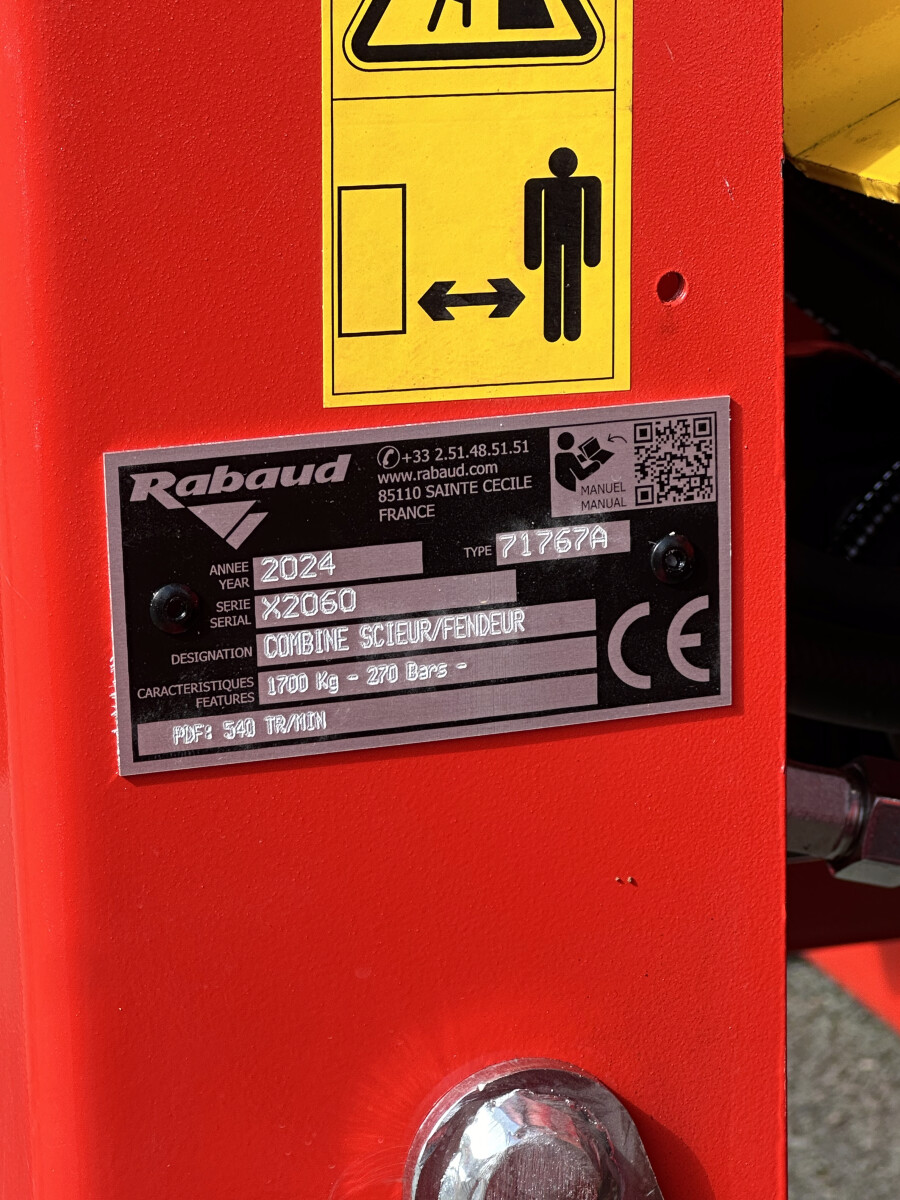 Rabaud
+33 2.51.48.51.51
www.rabaud.com
85110 SAINTE CECILE
FRANCE
MANUEL
MANUAL
ANNEE
YEAR
2024
TYPE 71767A
SERIE
SERIAL
X2060
DESIGNATION COMBINE SCIEUR/FENDEUR
CARACTERISTIQUES
FEATURES
1700 Kg - 270 Bars -
PDF: 540 TR/MIN
CE